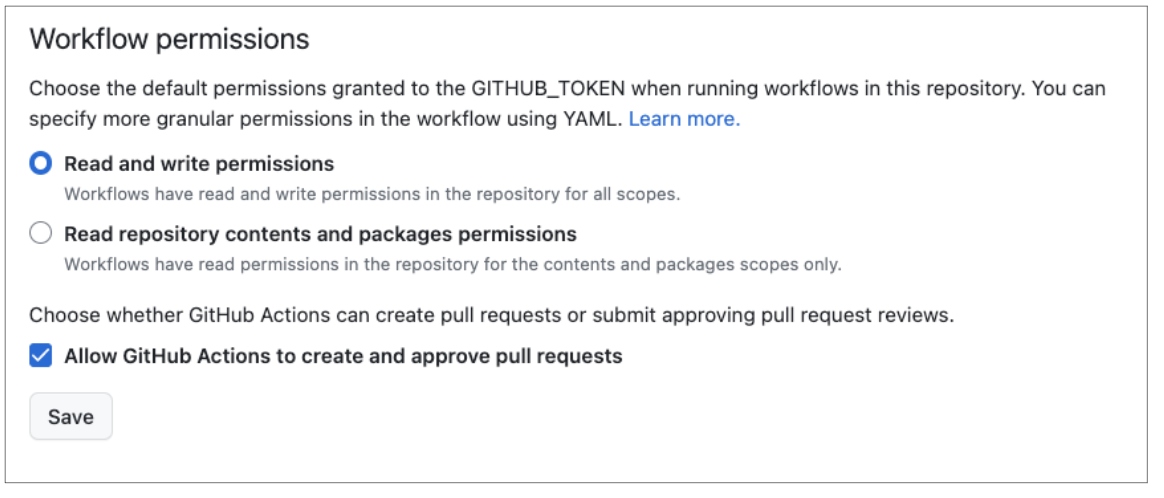 Workflow permissions
Choose the default permissions granted to the GITHUB_TOKEN when running workflows in this repository. You can
specify more granular permissions in the workflow using YAML. Learn more.
Read and write permissions
Workflows have read and write permissions in the repository for all scopes.
Read repository contents and packages permissions
Workflows have read permissions in the repository for the contents and packages scopes only.
Choose whether GitHub Actions can create pull requests or submit approving pull request reviews.
Allow GitHub Actions to create and approve pull requests
Save